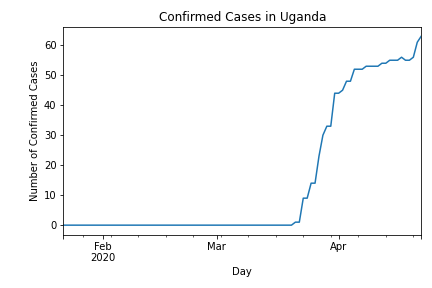 Confirmed Cases in Uganda
Number of Confirmed Cases
60
50
40
30
20
10
0
Feb
2020
Mar
Apr
Day